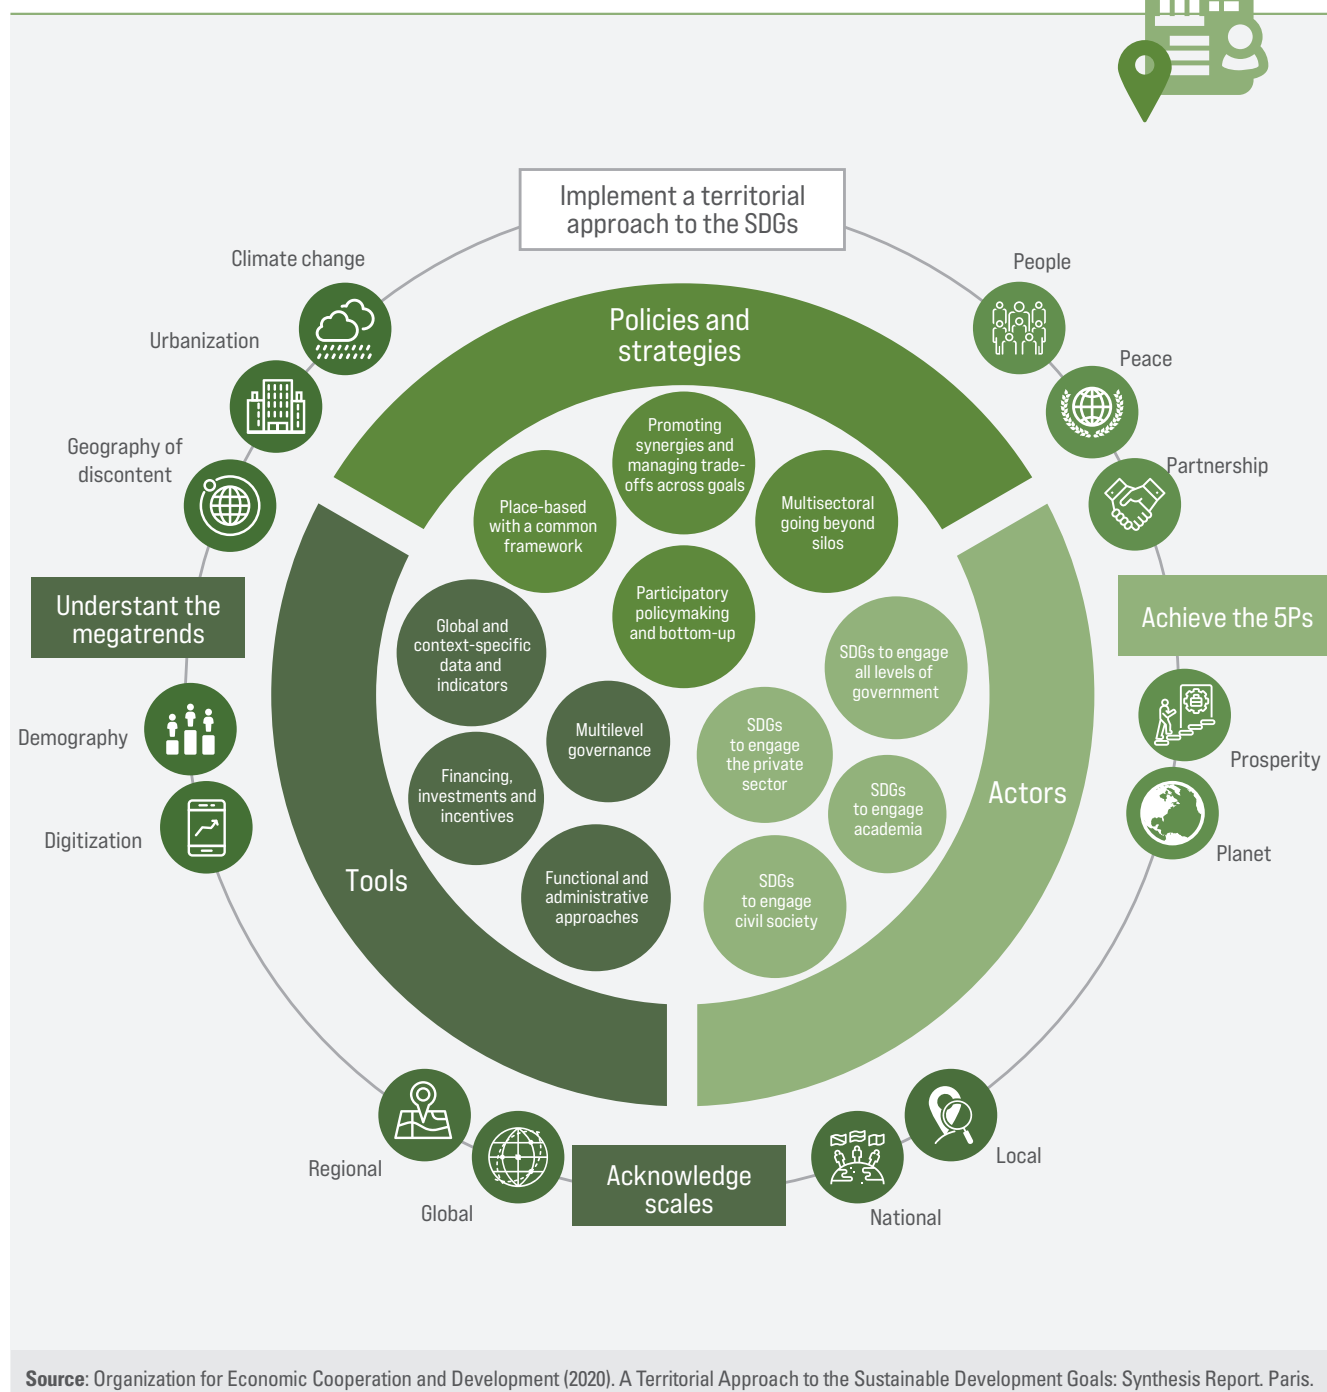 Implement a territorial
approach to the SDGs
Climate change
Urbanization
Geography of
discontent
Understant the
megatrends
Demography
Digitization
People
Peace
Partnership
Achieve the 5Ps
Prosperity
Planet
Policies and
strategies
Promoting
synergies and
managing trade-
offs across goals
Place-based
with a common
framework
Multisectoral
going beyond
silos
Participatory
policymaking
and bottom-up
Tools
Global and
context-specific
data and
indicators
Multilevel
governance
Financing,
investments and
incentives
Functional and
administrative
approaches
Actors
SDGs to engage
all levels of
government
SDGs
to engage
the private
sector
SDGs
to engage
academia
SDGs
to engage
civil society
Regional
Global
Acknowledge
scales
National
Local
Source: Organization for Economic Cooperation and Development (2020). A Territorial Approach to the Sustainable Development Goals: Synthesis Report. Paris.